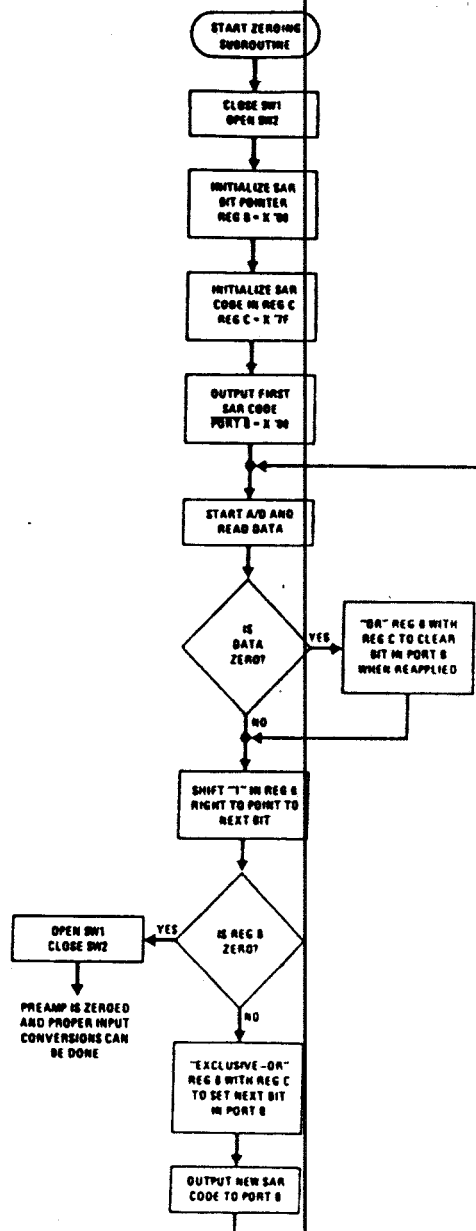 START ZEROING
SUBROUTINE
CLOSE SW1
OPEN SW2
INITIALIZE SAR
BIT POINTER
REG B = X '80
INITIALIZE SAR
CODE IN REG C
REG C = X '7F
OUTPUT FIRST
SAR CODE
PORT B = X '80
START A/D AND
READ DATA
IS
DATA
ZERO?
YES
"OR" REG B WITH
REG C TO CLEAR
BIT IN PORT B
WHEN REAPPLIED
NO
SHIFT "1" IN REG B
RIGHT TO POINT TO
NEXT BIT
IS REG B
ZERO?
YES
OPEN SW1
CLOSE SW2
PREAMP IS ZEROED
AND PROPER INPUT
CONVERSIONS CAN
BE DONE
NO
"EXCLUSIVE-OR"
REG B WITH REG C
TO SET NEXT BIT
IN PORT B
OUTPUT NEW SAR
CODE TO PORT B